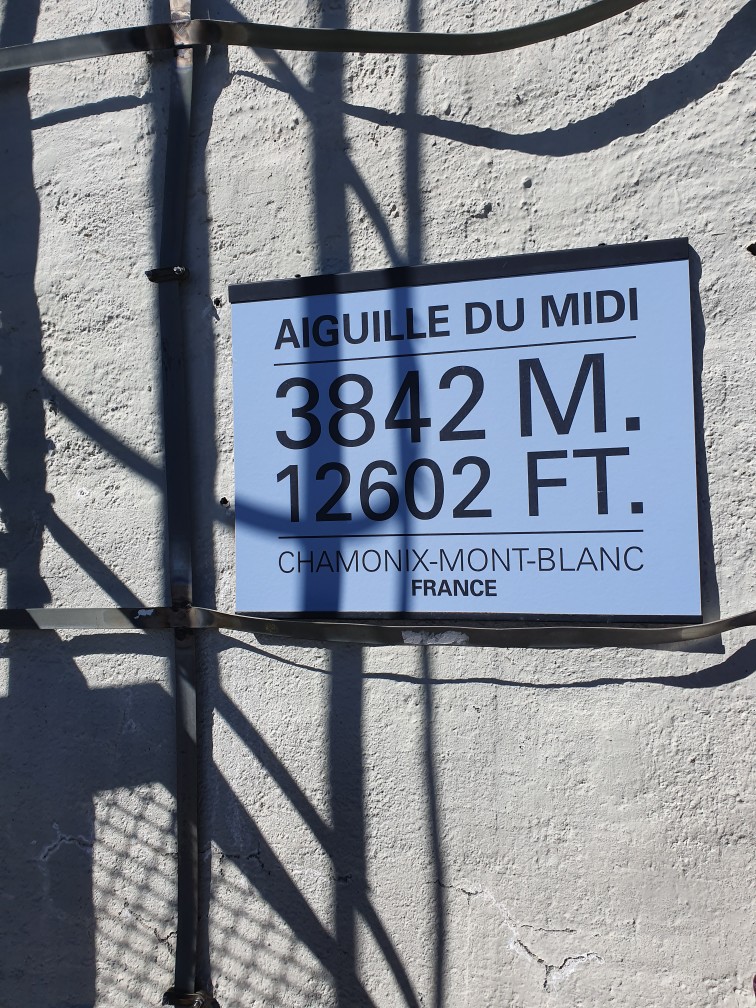 AIGUILLE DU MIDI
3842 M.
12602 FT.
CHAMONIX-MONT-BLANC
FRANCE